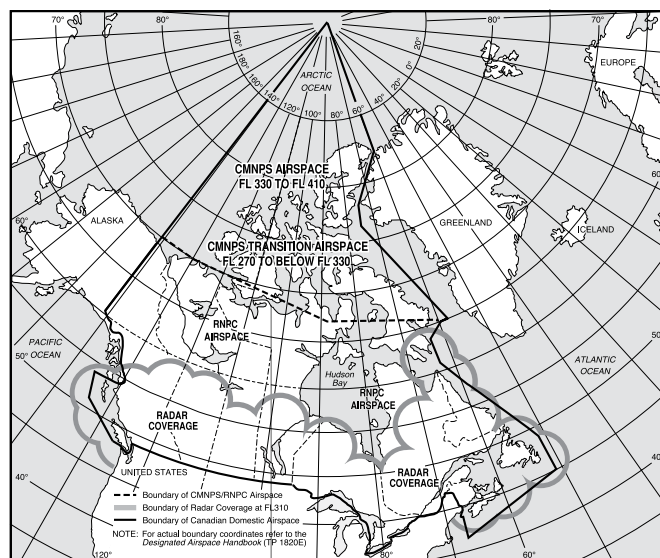 70°
80°
80°
70°
60°
160°
180°
160°
140°
120°
100°
80°
60°
40°
20°
0°
20°
ARCTIC
OCEAN
EUROPE
CMNPS AIRSPACE
FL 330 TO FL 410
ALASKA
GREENLAND
ICELAND
60°
CMNPS TRANSITION AIRSPACE
FL 270 TO BELOW FL 330
RNPC
AIRSPACE
PACIFIC
OCEAN
50°
50°
ATLANTIC
OCEAN
Hudson
Bay
RNPC
AIRSPACE
RADAR
COVERAGE
RADAR
COVERAGE
40°
40°
UNITED STATES
Boundary of CMNPS/RNPC Airspace
Boundary of Radar Coverage at FL310
Boundary of Canadian Domestic Airspace
NOTE: For actual boundary coordinates refer to the
Designated Airspace Handbook (TP 1820E)
120°
80°
60°